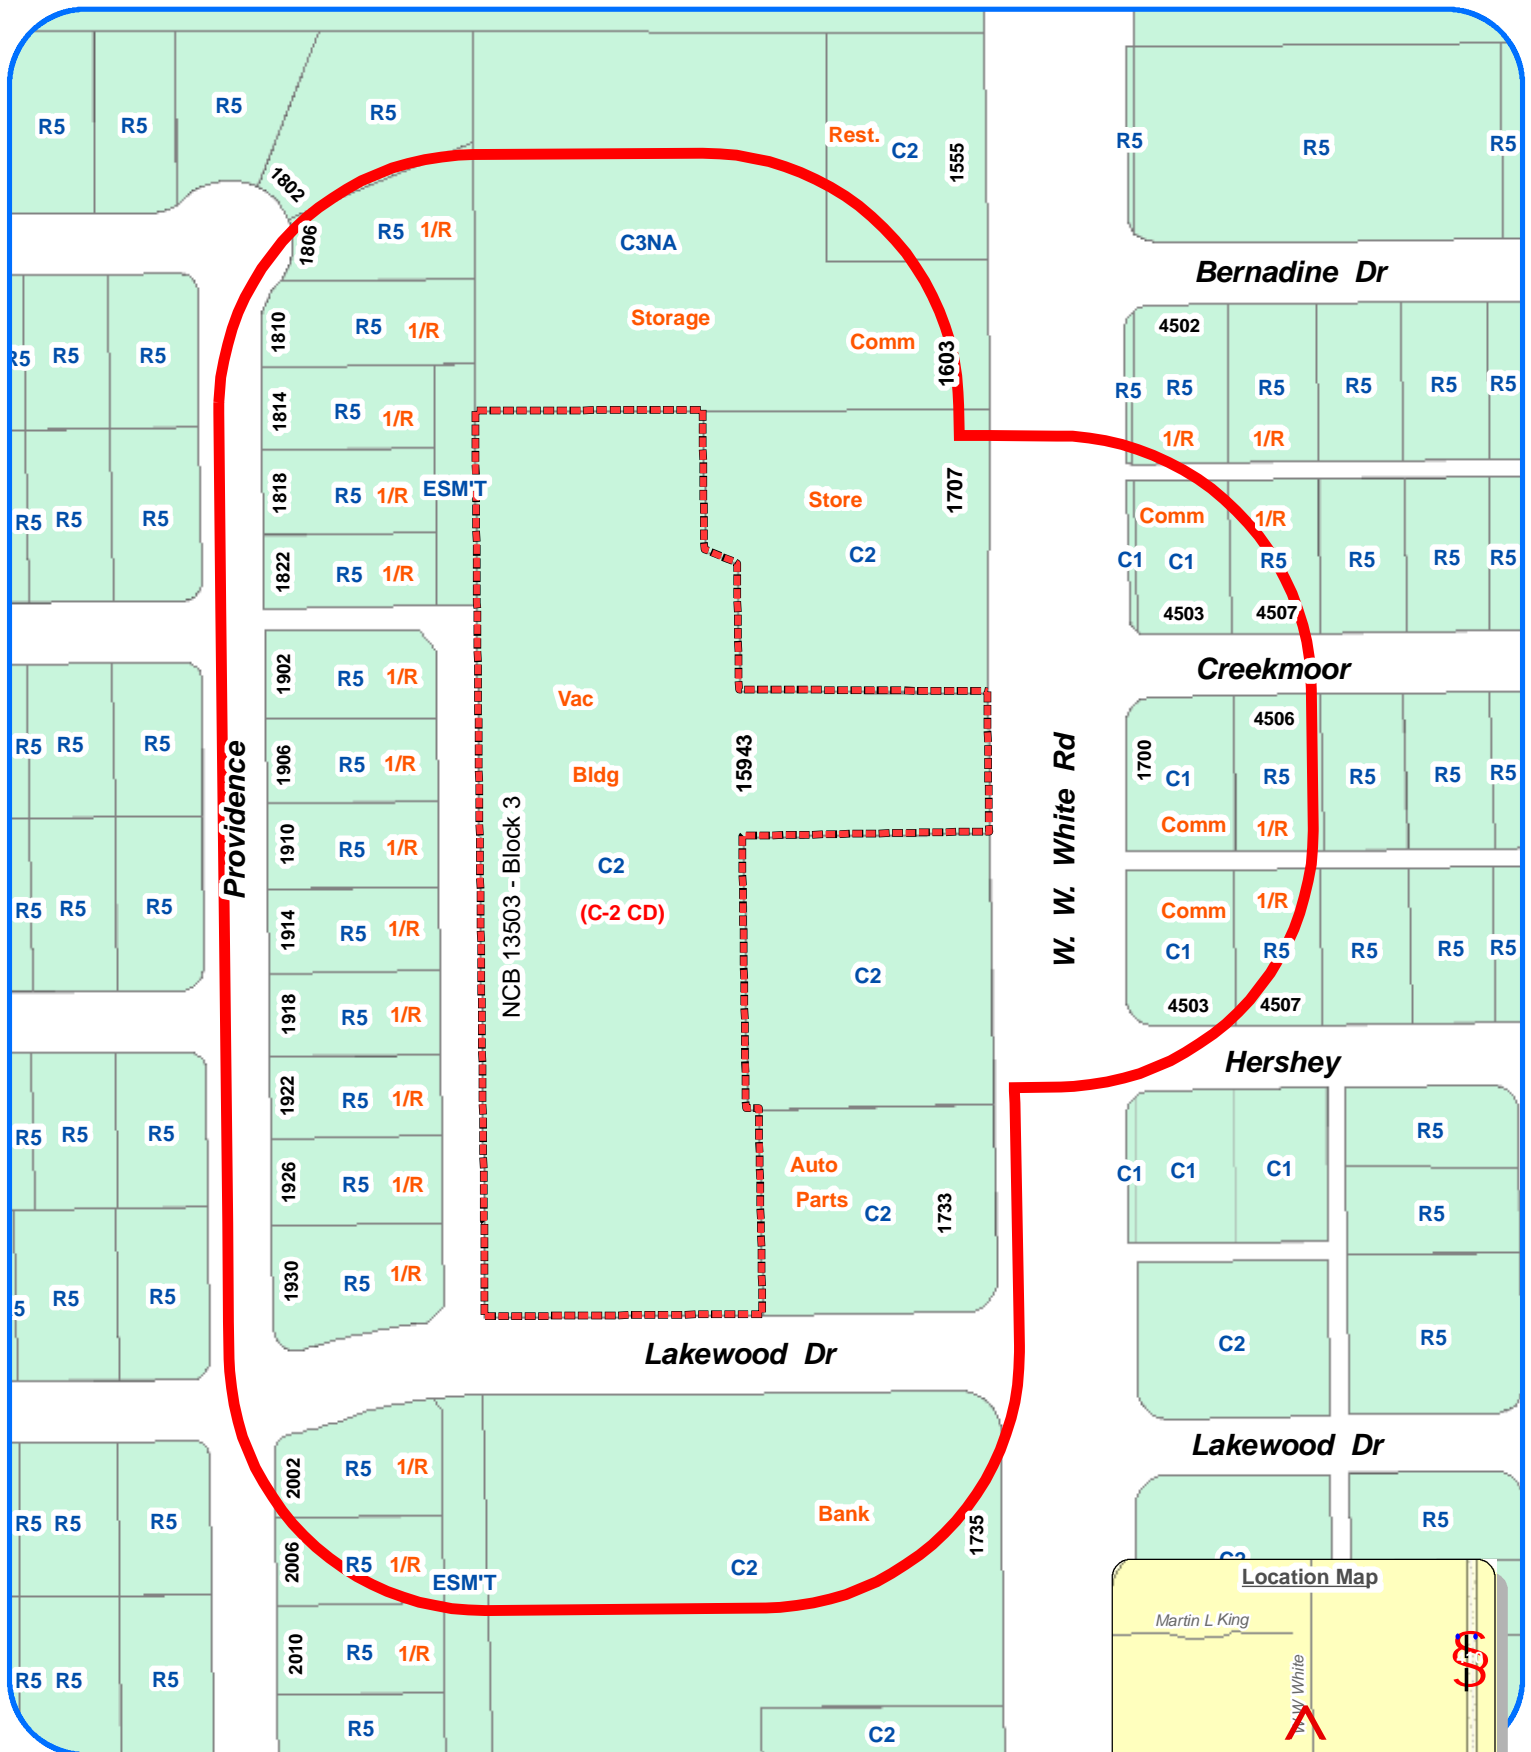 R5
R5
R5
R5
Rest.
C2
1555
R5
R5
R5
1802
1806
R5 1/R
C3NA
Bernadine Dr
1810
R5 1/R
Storage
Comm
1603
4502
R5
R5
R5
R5
R5
R5
R5
R5
R5
R5
1/R
1/R
1814
R5 1/R
1818
R5 1/R
ESM'T
Store
1707
C2
R5
R5
R5
Comm
1/R
C1
C1
R5
R5
R5
R5
4503
4507
1822
R5 1/R
Creekmoor
1902
R5 1/R
Vac
Bldg
15943
W. W. White Rd
4506
1700
C1
R5
R5
R5
R5
Comm
1/R
R5
R5
R5
Providence
1906
R5 1/R
1910
R5 1/R
NCB 13503 - Block 3
C2
(C-2 CD)
1914
R5 1/R
R5
R5
R5
Comm
1/R
C1
R5
R5
R5
R5
4503
4507
C2
1918
R5 1/R
Hershey
1922
R5 1/R
R5
R5
R5
C1
C1
C1
R5
R5
Auto
Parts
C2
1733
1926
R5 1/R
1930
R5 1/R
5
R5
R5
C2
R5
Lakewood Dr
Lakewood Dr
2002
R5 1/R
Bank
1735
C2
R5
R5
R5
R5
C2
2006
R5 1/R
ESM'T
2010
R5 1/R
R5
R5
R5
R5
C2
Location Map
Martin L King
W W White